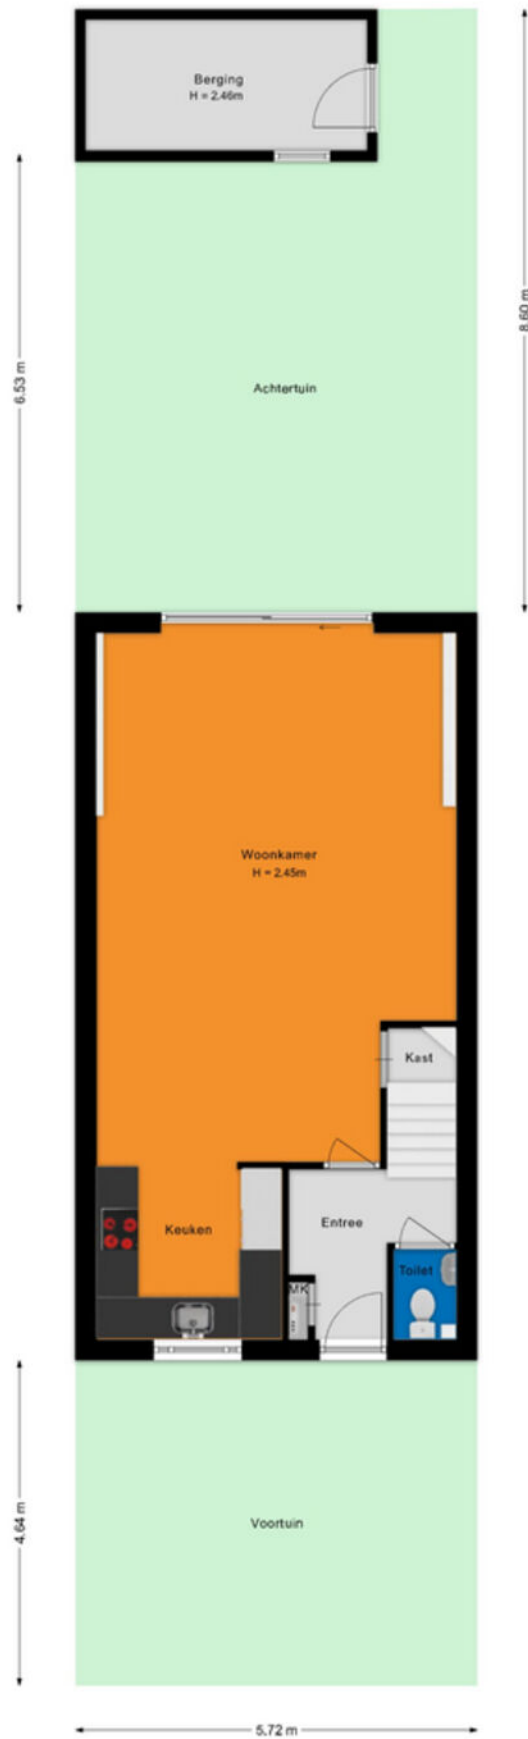 Berging
H = 2.46m
8.60 m
6.53 m
Achtertuin
Woonkamer
H = 2.45m
Kast
Keuken
Entree
Toilet
MK
4.64 m
Voortuin
5.72 m